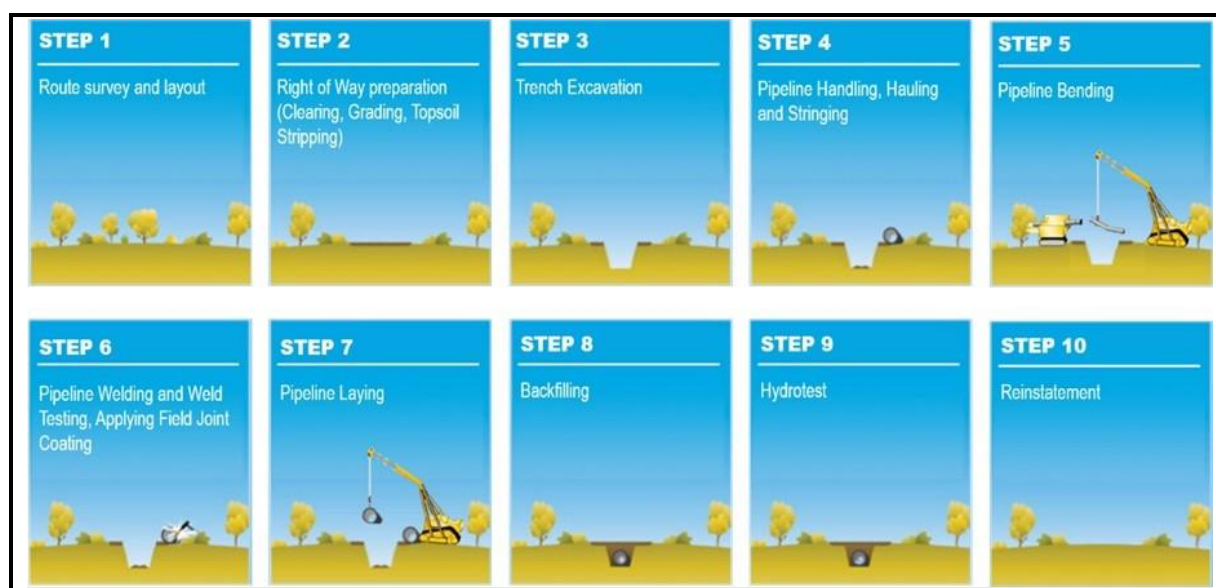 STEP 1
Route survey and layout
STEP 2
Right of Way preparation
(Clearing, Grading, Topsoil
Stripping)
STEP 3
Trench Excavation
STEP 4
Pipeline Handling, Hauling
and Stringing
STEP 5
Pipeline Bending
STEP 6
Pipeline Welding and Weld
Testing, Applying Field Joint
Coating
STEP 7
Pipeline Laying
STEP 8
Backfilling
STEP 9
Hydrotest
STEP 10
Reinstatement